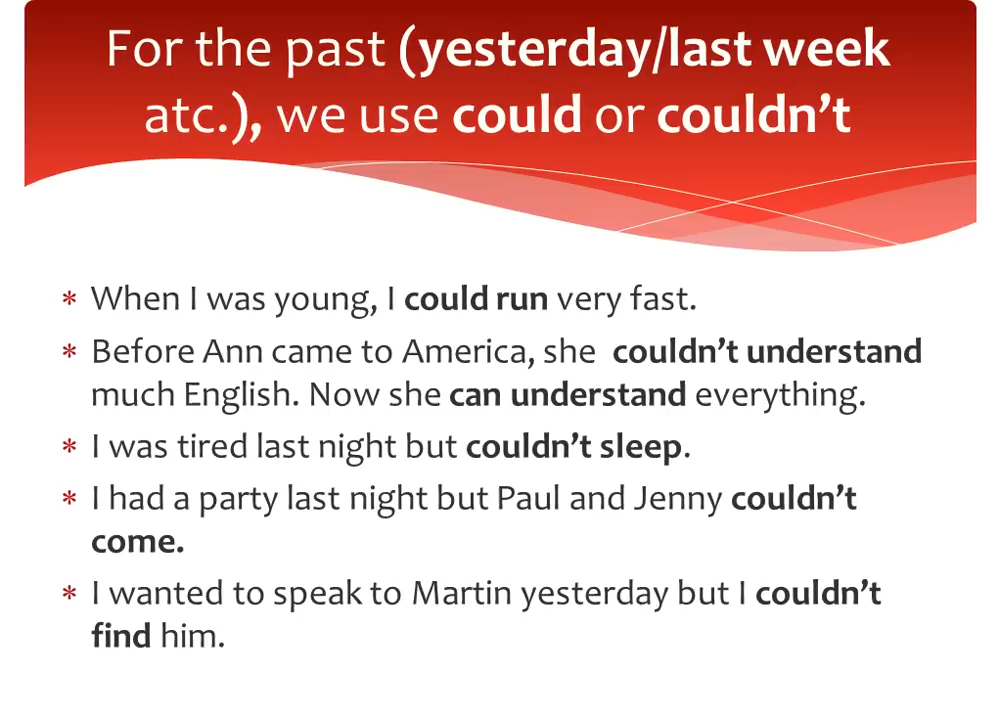 For the past (yesterday/last week
atc.), we use could or couldn’t
* When I was young, I could run very fast.
* Before Ann came to America, she couldn’t understand
much English. Now she can understand everything.
* I was tired last night but couldn’t sleep.
* I had a party last night but Paul and Jenny couldn’t
come.
* I wanted to speak to Martin yesterday but I couldn’t
find him.